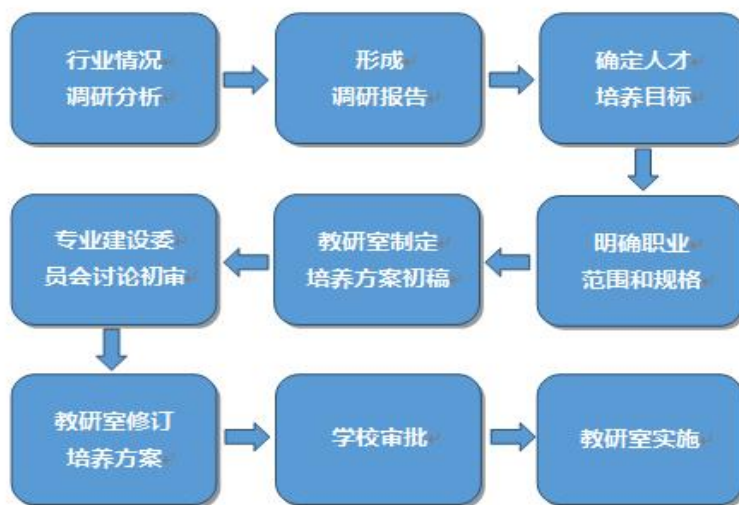 行业情况
调研分析
形成
调研报告
确定人才
培养目标
明确职业
范围和规格
教研室制定
培养方案初稿
专业建设委
员会讨论初审
教研室修订
培养方案
学校审批
教研室实施